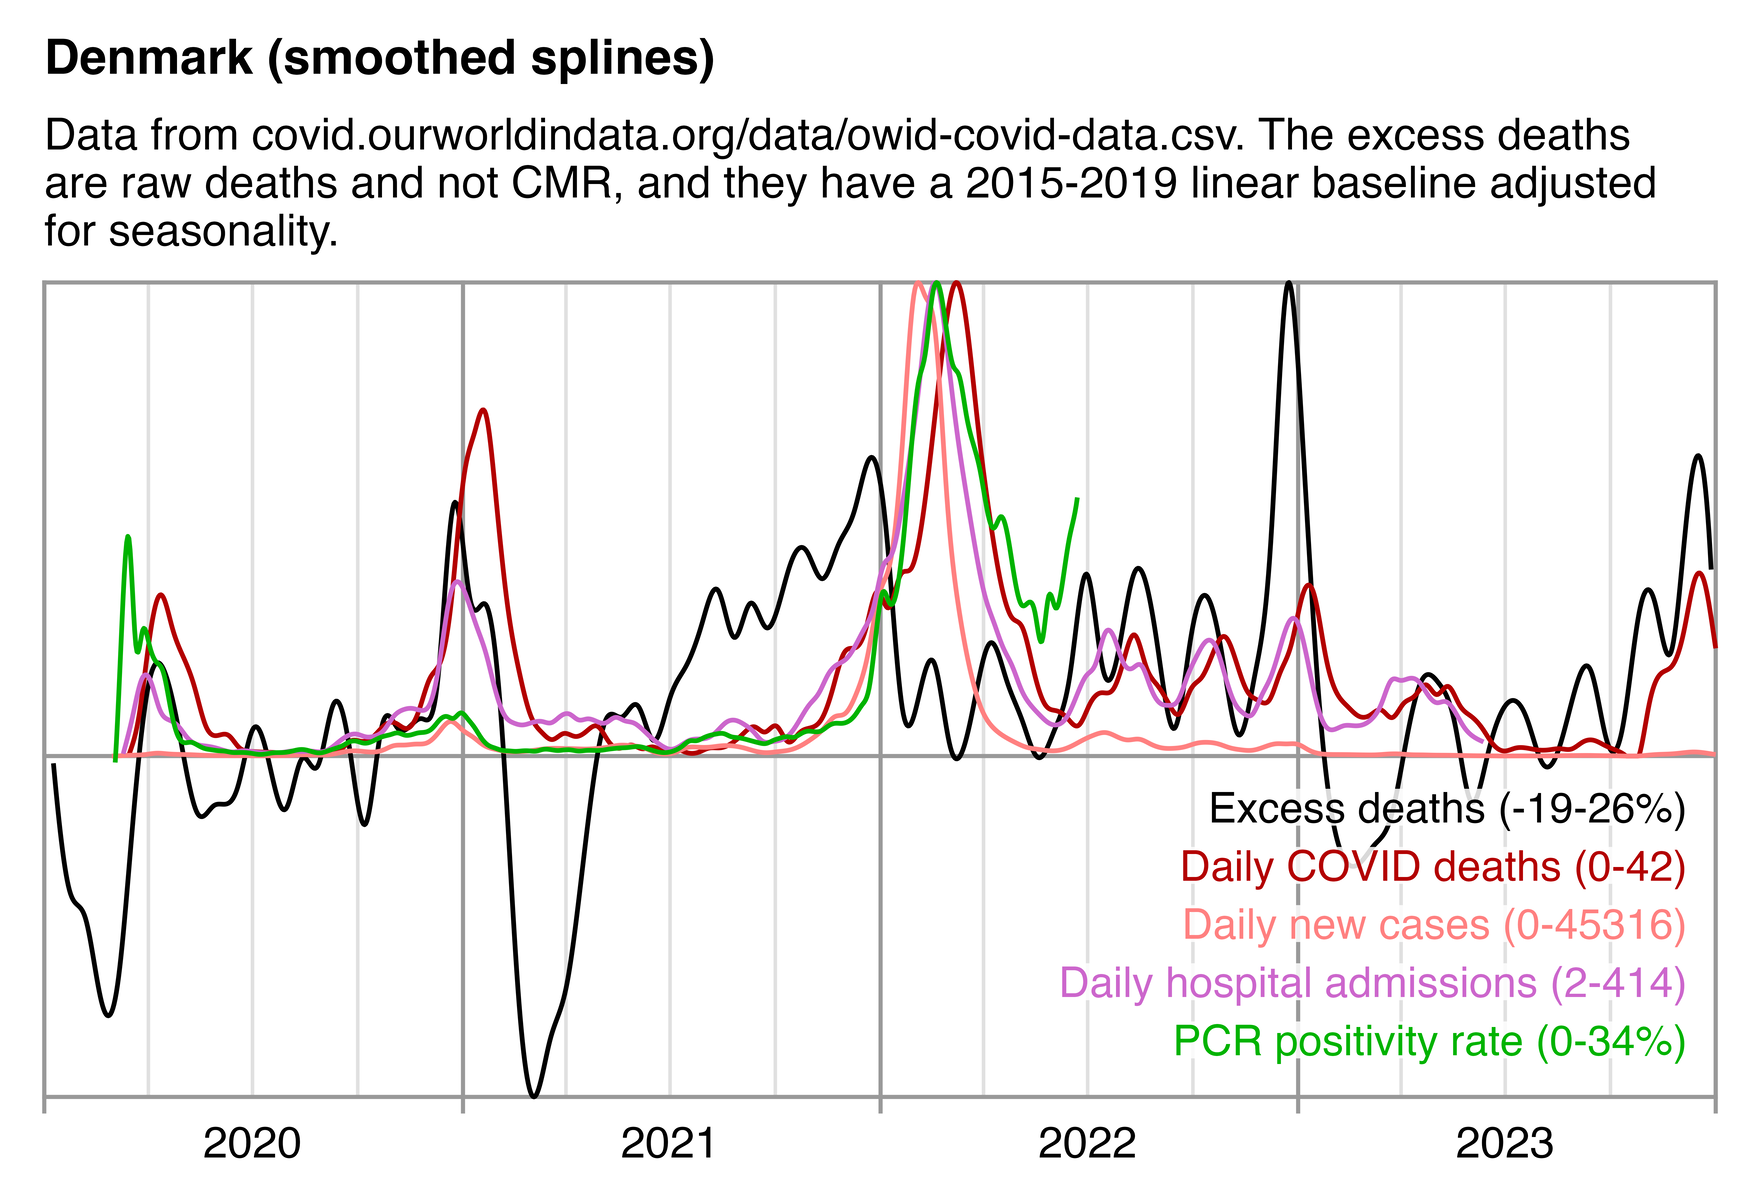 Denmark (smoothed splines)
Data from covid.ourworldindata.org/data/owid-covid-data.csv. The excess deaths
are raw deaths and not CMR, and they have a 2015-2019 linear baseline adjusted
for seasonality.
Excess deaths (-19-26%)
Daily COVID deaths (0-42)
Daily new cases (0-45316)
Daily hospital admissions (2-414)
PCR positivity rate (0-34%)
2020 2021 2022 2023